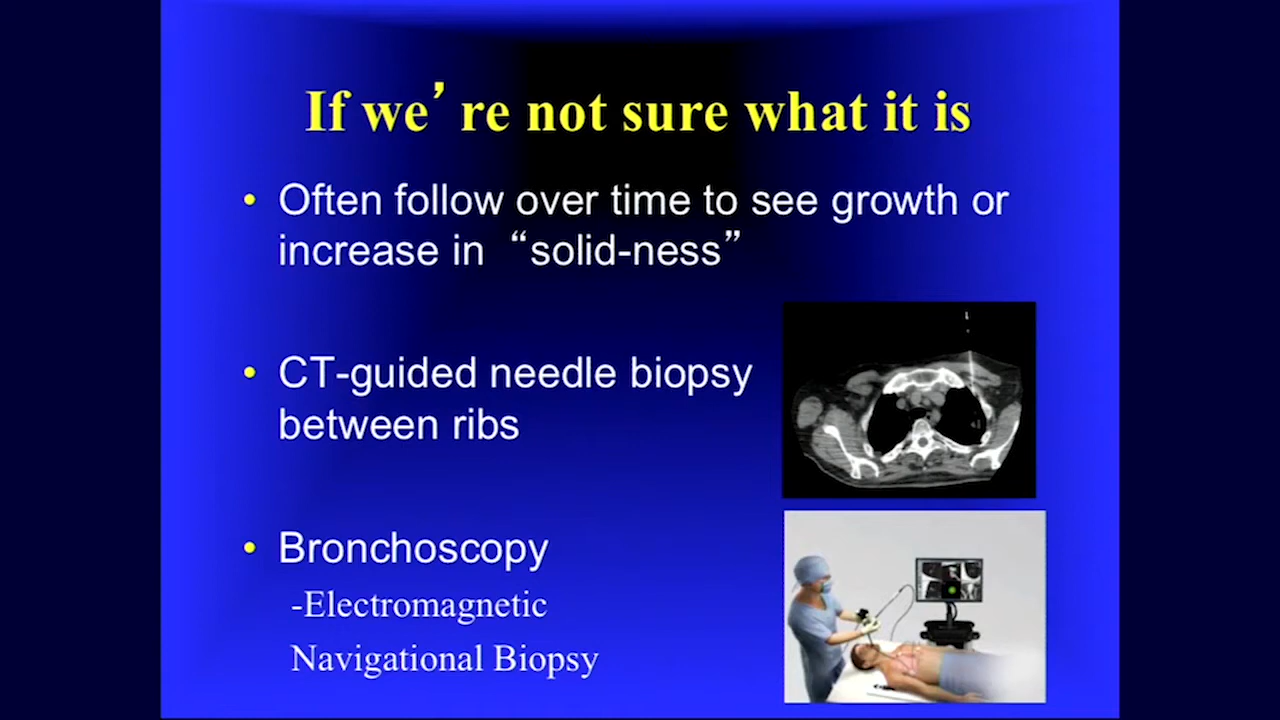 If we’re not sure what it is
• Often follow over time to see growth or
increase in “solid-ness”
• CT-guided needle biopsy
between ribs
• Bronchoscopy
-Electromagnetic
Navigational Biopsy